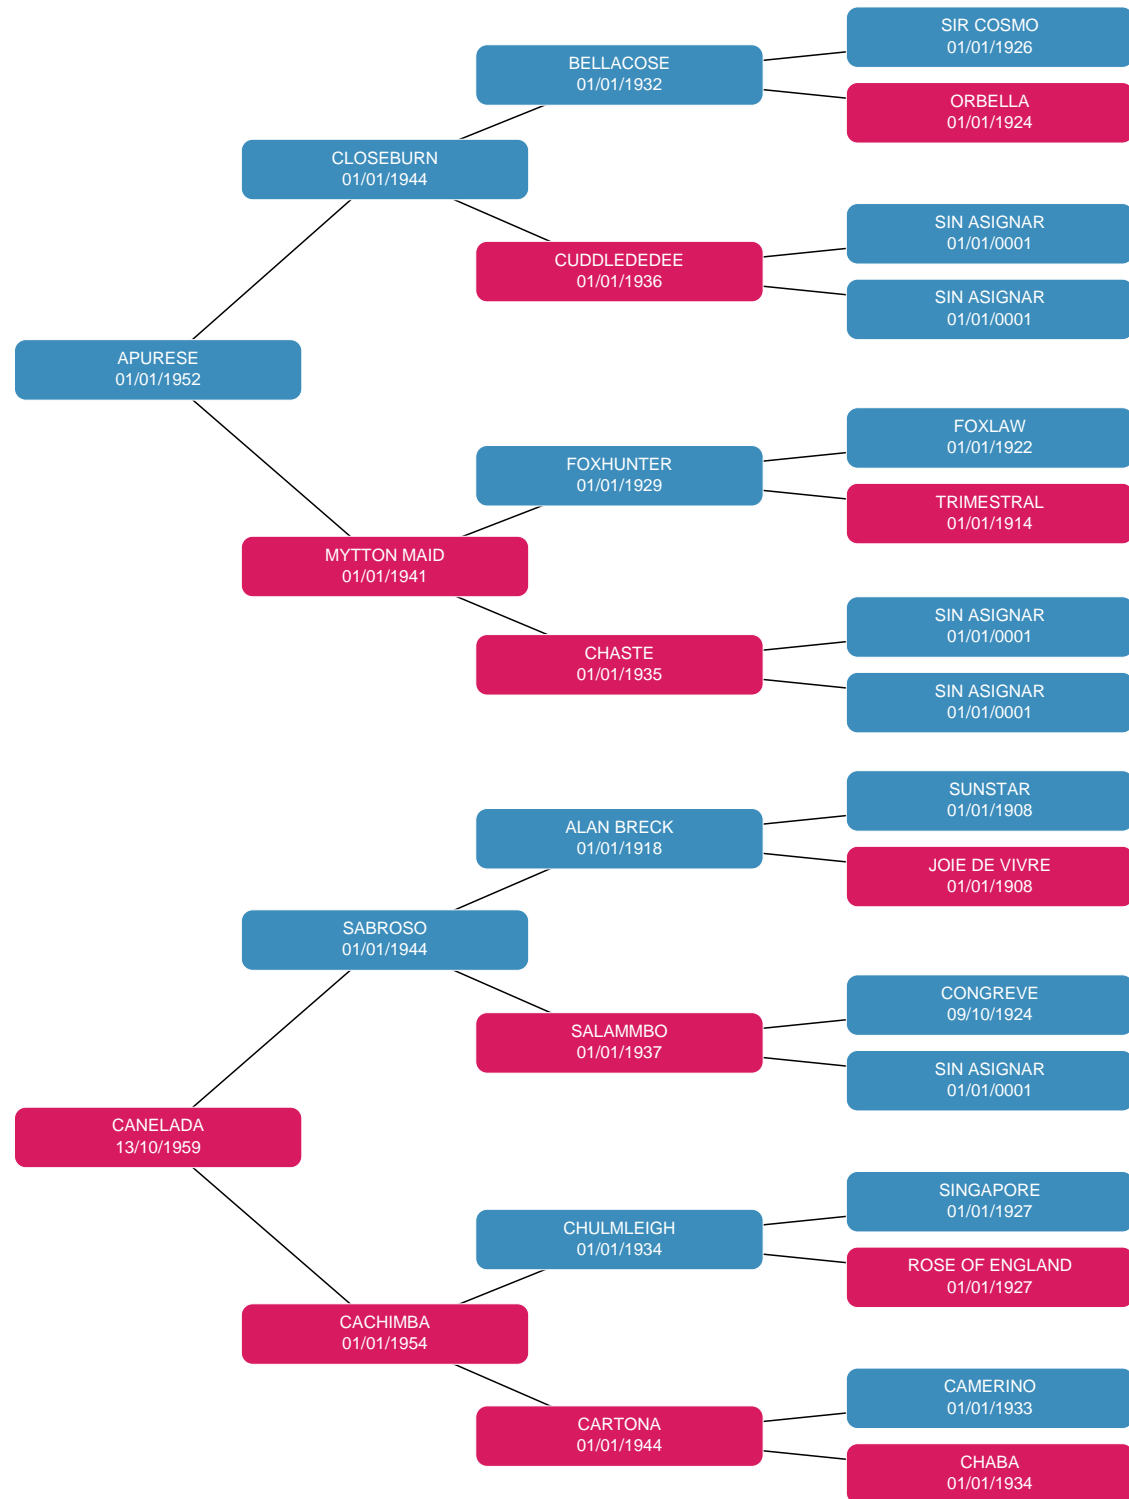 SIR COSMO
01/01/1926
BELLACOSE
01/01/1932
ORBELLA
01/01/1924
CLOSEBURN
01/01/1944
SIN ASIGNAR
01/01/0001
CUDDLEDEDEE
01/01/1936
SIN ASIGNAR
01/01/0001
APURESE
01/01/1952
FOXLAW
01/01/1922
FOXHUNTER
01/01/1929
TRIMESTRAL
01/01/1914
MYTTON MAID
01/01/1941
SIN ASIGNAR
01/01/0001
CHASTE
01/01/1935
SIN ASIGNAR
01/01/0001
SUNSTAR
01/01/1908
ALAN BRECK
01/01/1918
JOIE DE VIVRE
01/01/1908
SABROSO
01/01/1944
CONGREVE
09/10/1924
SALAMMBO
01/01/1937
SIN ASIGNAR
01/01/0001
CANELADA
13/10/1959
SINGAPORE
01/01/1927
CHULMLEIGH
01/01/1934
ROSE OF ENGLAND
01/01/1927
CACHIMBA
01/01/1954
CAMERINO
01/01/1933
CARTONA
01/01/1944
CHABA
01/01/1934